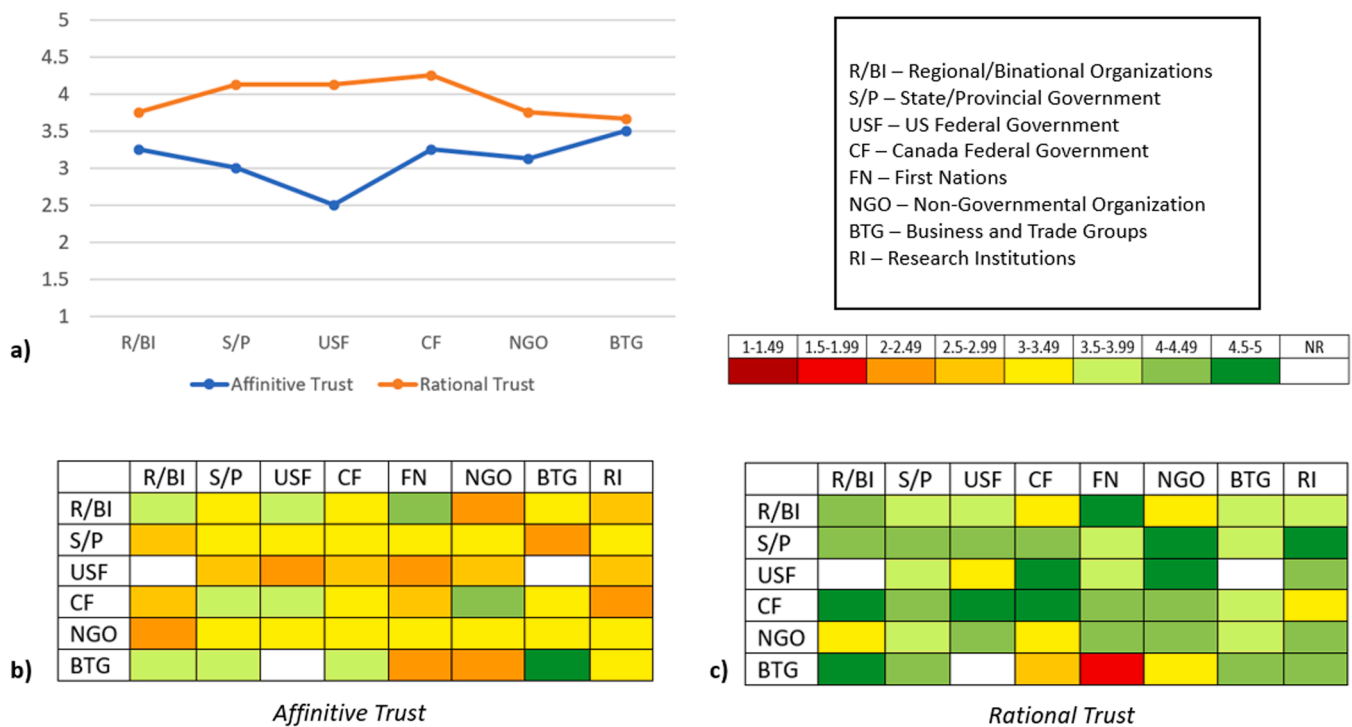 5
4.5
4
3.5
3
2.5
2
1.5
1
a)
R/BI S/P USF CF NGO BTG
Affinitive Trust Rational Trust
R/BI – Regional/Binational Organizations
S/P – State/Provincial Government
USF – US Federal Government
CF – Canada Federal Government
FN – First Nations
NGO – Non-Governmental Organization
BTG – Business and Trade Groups
RI – Research Institutions
1-1.49 1.5-1.99 2-2.49 2.5-2.99 3-3.49 3.5-3.99 4-4.49 4.5-5 NR
R/BI S/P USF CF FN NGO BTG RI
R/BI
S/P
USF
CF
NGO
BTG
b)
Affinitive Trust
R/BI S/P USF CF FN NGO BTG RI
R/BI
S/P
USF
CF
NGO
BTG
c)
Rational Trust